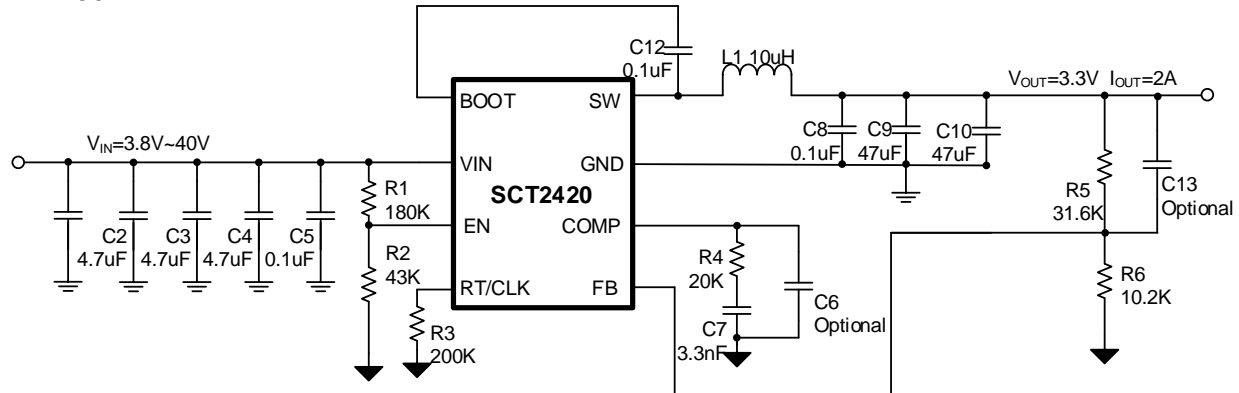 C12
0.1uF
L1 10uH
VOUT=3.3V IOUT=2A
BOOT
SW
VIN=3.8V~40V
VIN
GND
SCT2420
EN
COMP
RT/CLK
FB
C2
4.7uF
C3
4.7uF
C4
4.7uF
C5
0.1uF
R1
180K
R2
43K
R3
200K
R4
20K
C7
3.3nF
C6
Optional
C8
0.1uF
C9
47uF
C10
47uF
R5
31.6K
C13
Optional
R6
10.2K